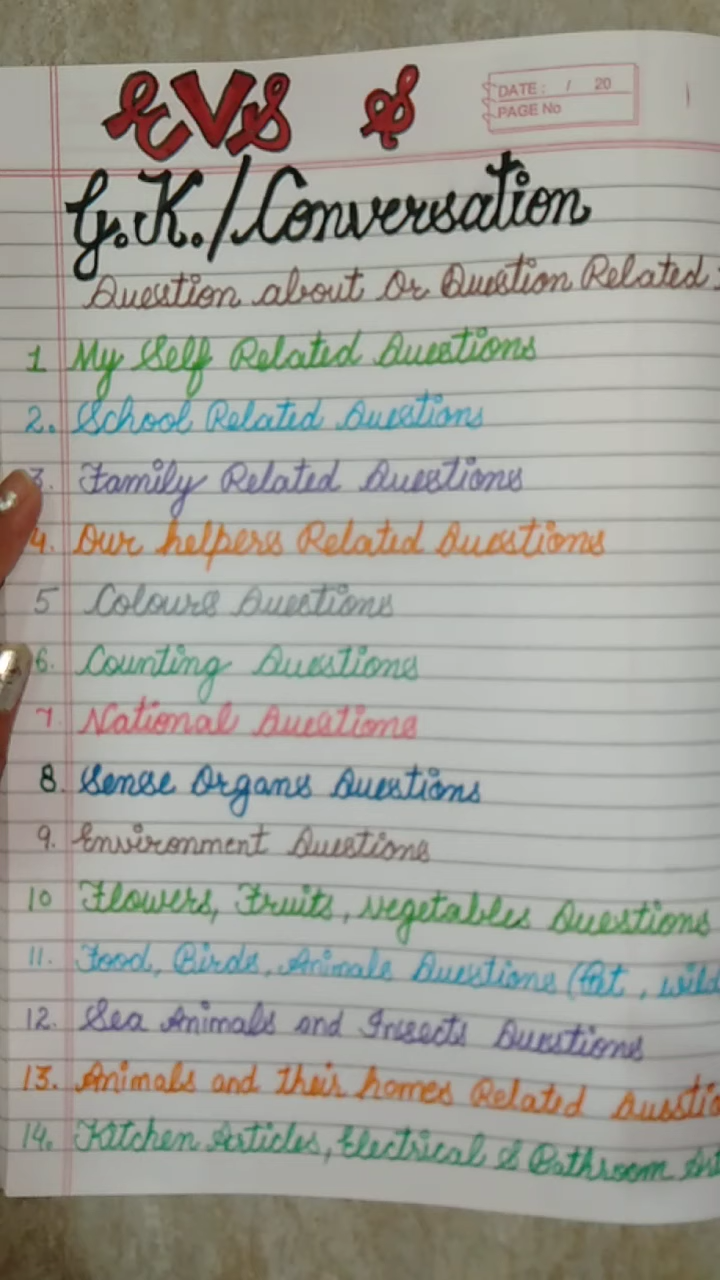 EVS &
DATE: / 20
PAGE No
G.K./Conversation
Question about Or Question Related
1 My Self Related Questions
2. School Related Questions
3. Family Related Questions
4. Our helpers Related Questions
5 Colours Questions
6. Counting Questions
7. National Questions
8. Sense Organs Questions
9. Environment Questions
10 Flowers, Fruits, vegetables Questions
11. Food, Birds, Animals Questions (Pet, wild
12. Sea Animals and Insects Questions
13. Animals and their homes Related
14. Kitchen Articles, Electrical & Bathroom